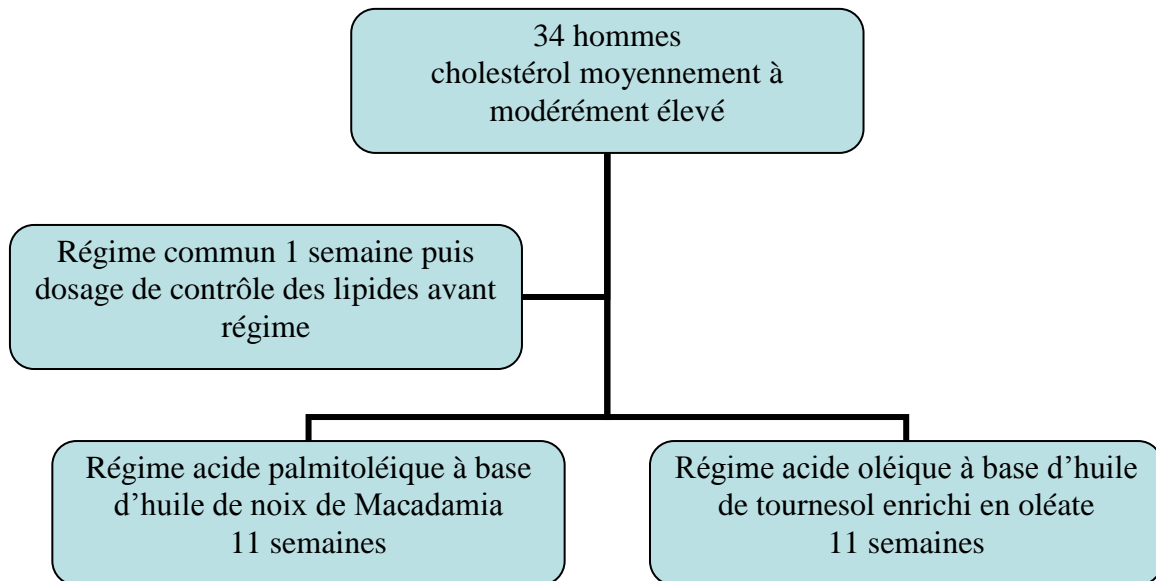 34 hommes
cholestérol moyennement à
modérément élevé
Régime commun 1 semaine puis
dosage de contrôle des lipides avant
régime
Régime acide palmitoléique à base
d’huile de noix de Macadamia
11 semaines
Régime acide oléique à base d’huile
de tournesol enrichi en oléate
11 semaines